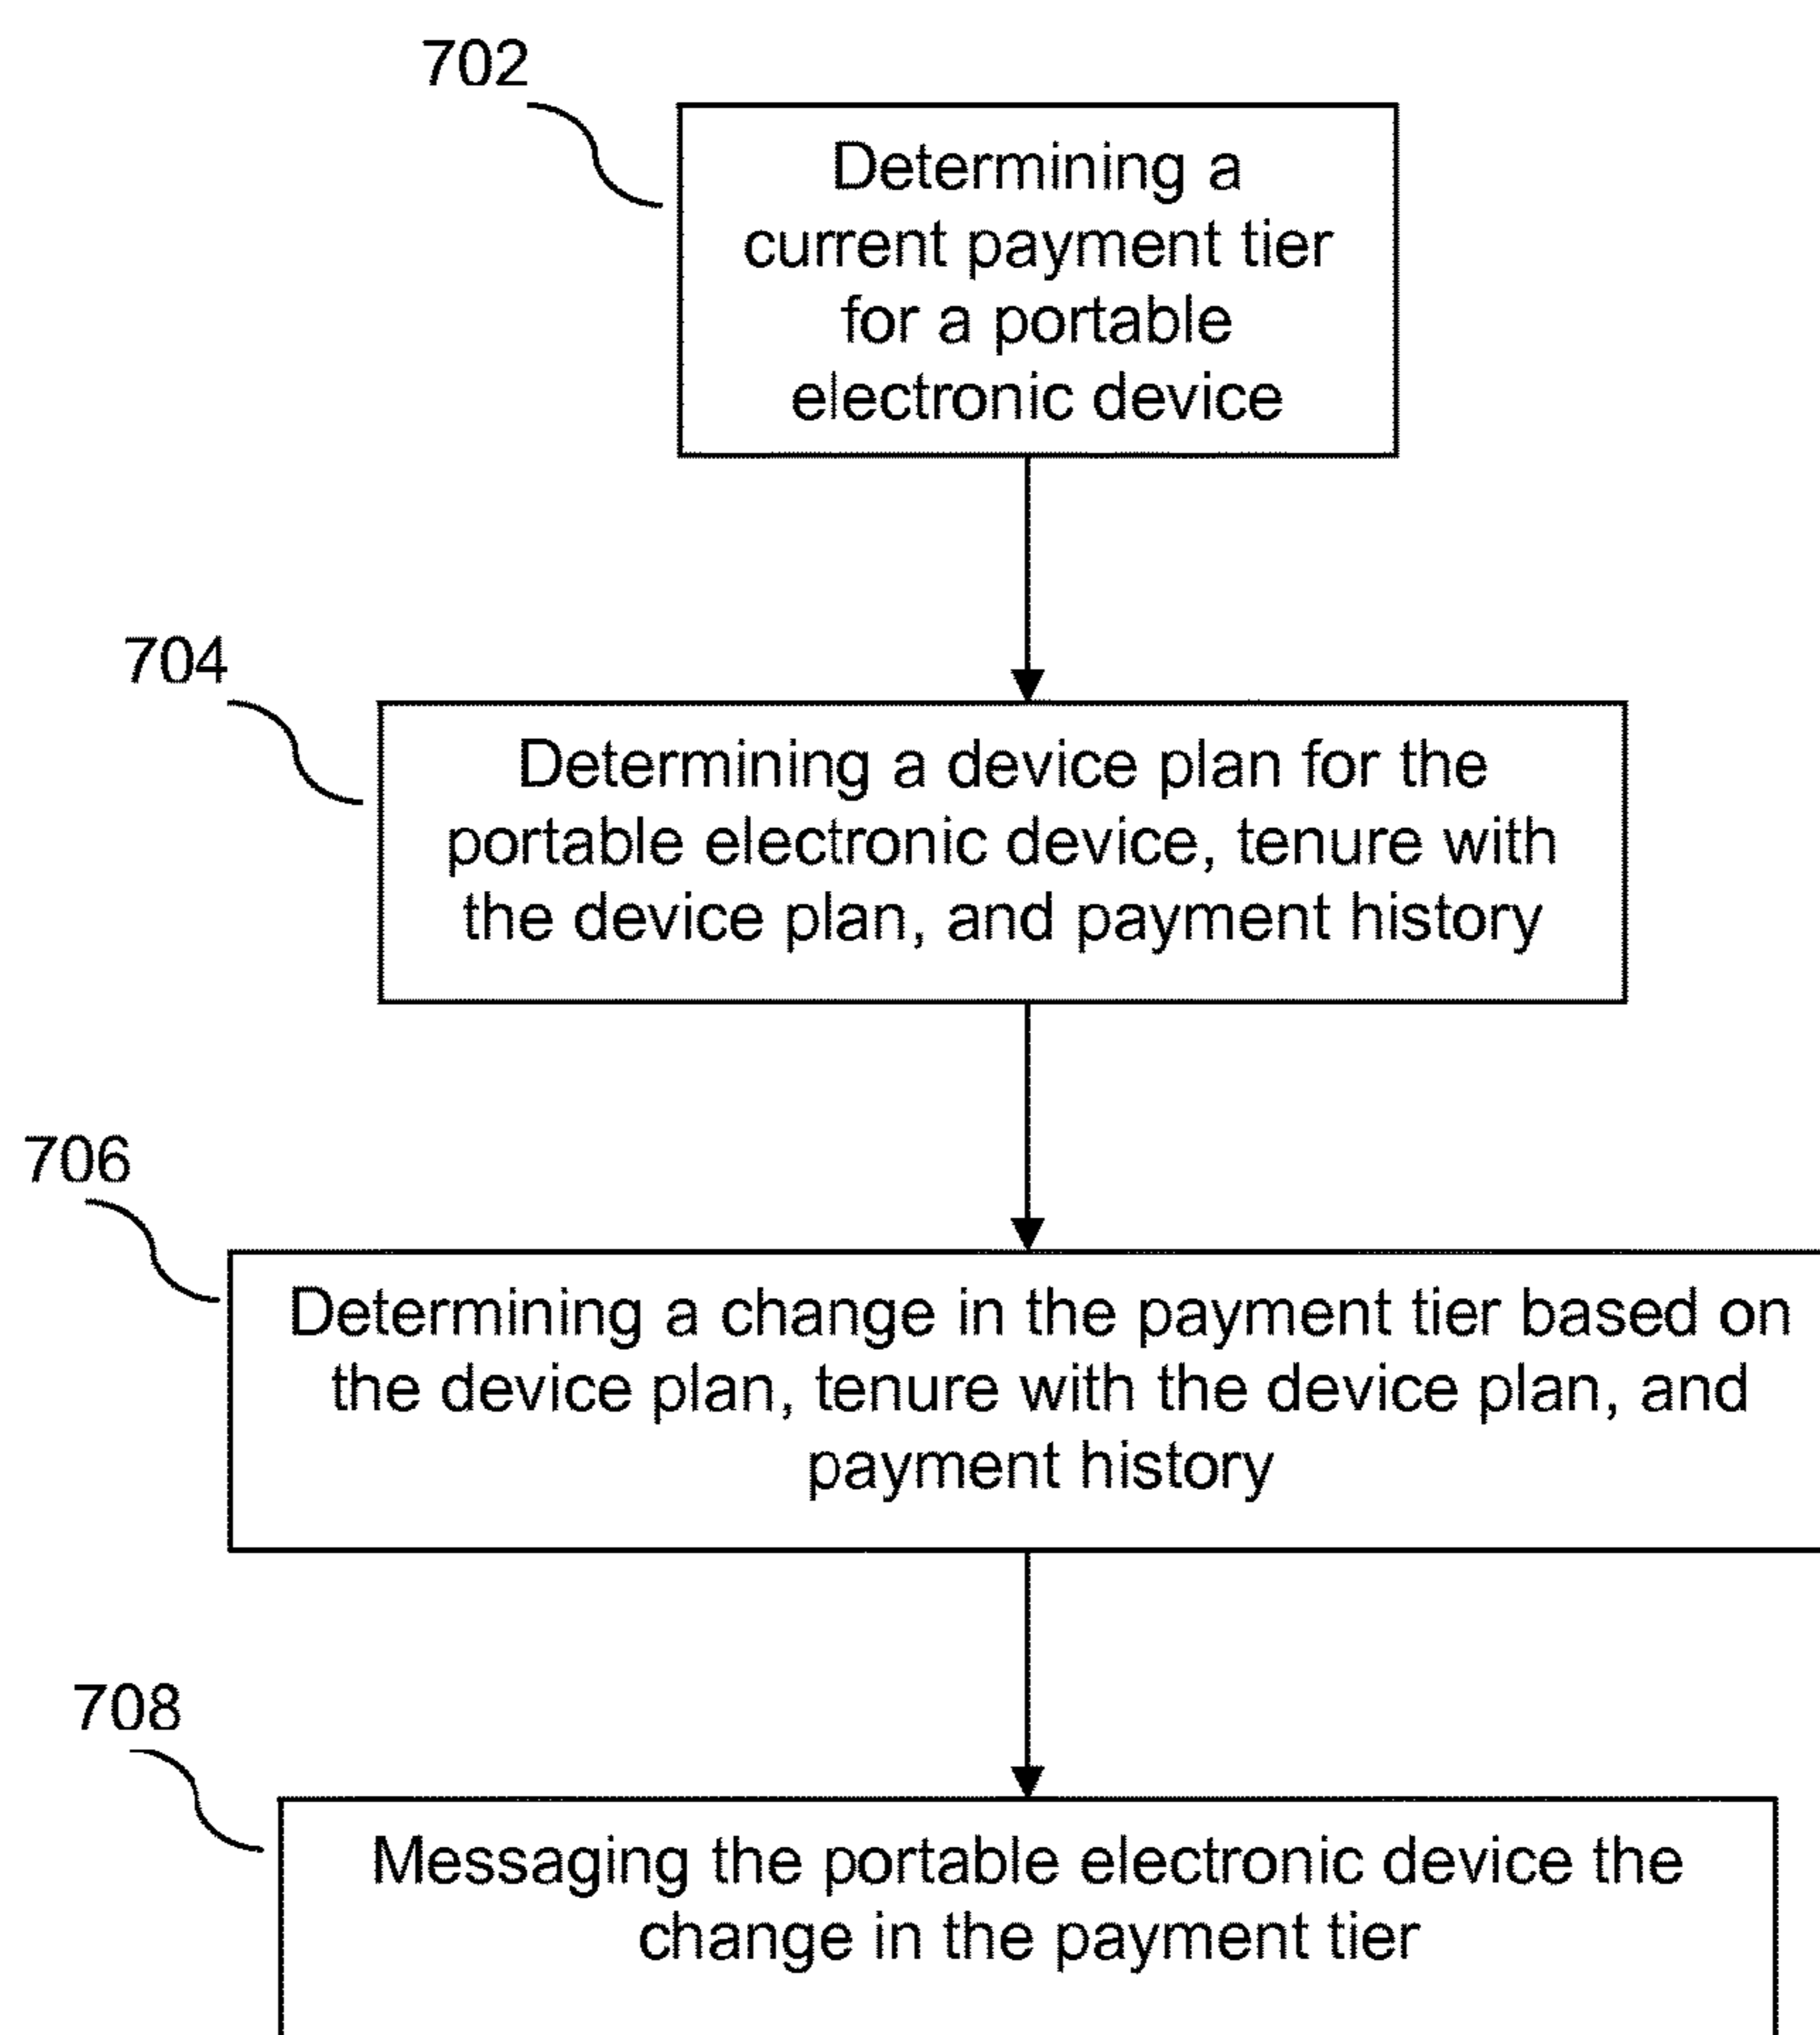 702
Determining a
current payment tier
for a portable
electronic device
704
Determining a device plan for the
portable electronic device, tenure with
the device plan, and payment history
706
Determining a change in the payment tier based on
the device plan, tenure with the device plan, and
payment history
708
Messaging the portable electronic device the
change in the payment tier